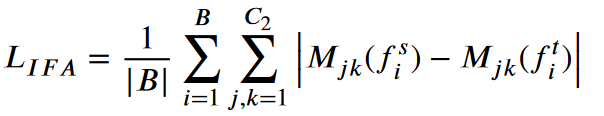 $L_{IFA} = \frac{1}{|B|} \sum_{i=1}^{B} \sum_{j,k=1}^{C_2} \left| M_{jk}(f_i^s) - M_{jk}(f_i^t) \right|$